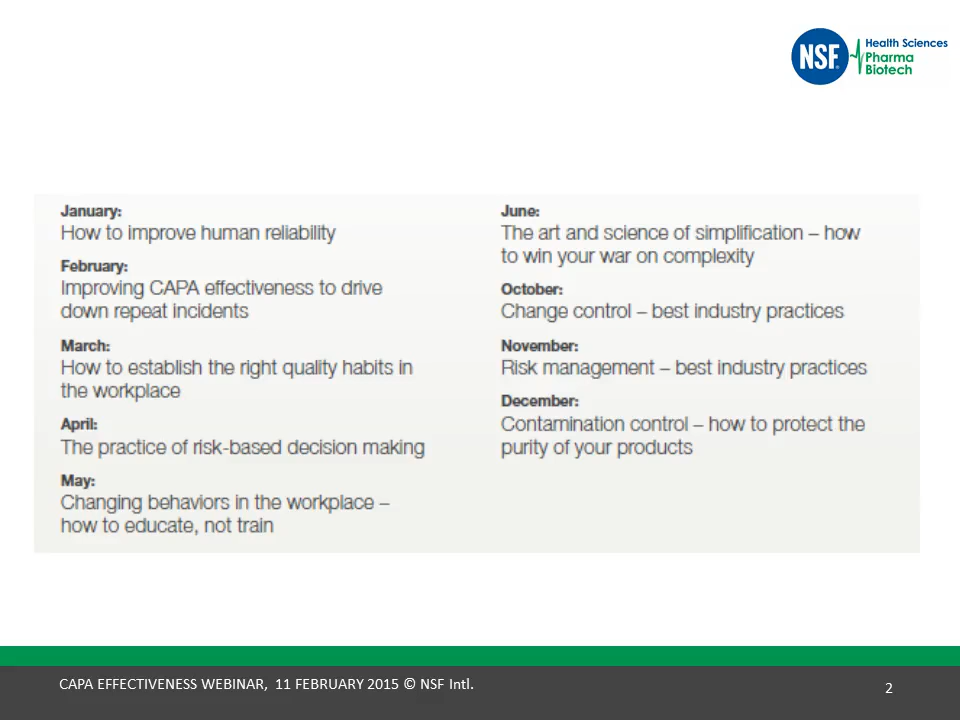 NSF
Health Sciences
Pharma
Biotech
January:
How to improve human reliability
February:
Improving CAPA effectiveness to drive
down repeat incidents
March:
How to establish the right quality habits in
the workplace
April:
The practice of risk-based decision making
May:
Changing behaviors in the workplace –
how to educate, not train
June:
The art and science of simplification – how
to win your war on complexity
October:
Change control – best industry practices
November:
Risk management – best industry practices
December:
Contamination control – how to protect the
purity of your products
CAPA EFFECTIVENESS WEBINAR, 11 FEBRUARY 2015 © NSF Intl.
2